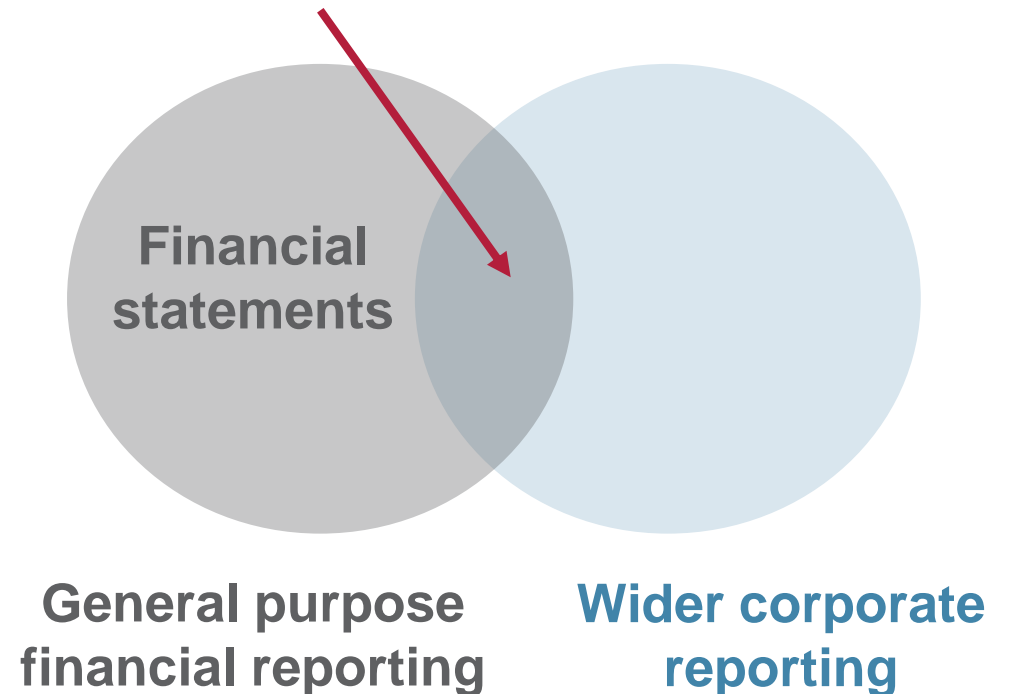 Financial
statements
General purpose
financial reporting
Wider corporate
reporting